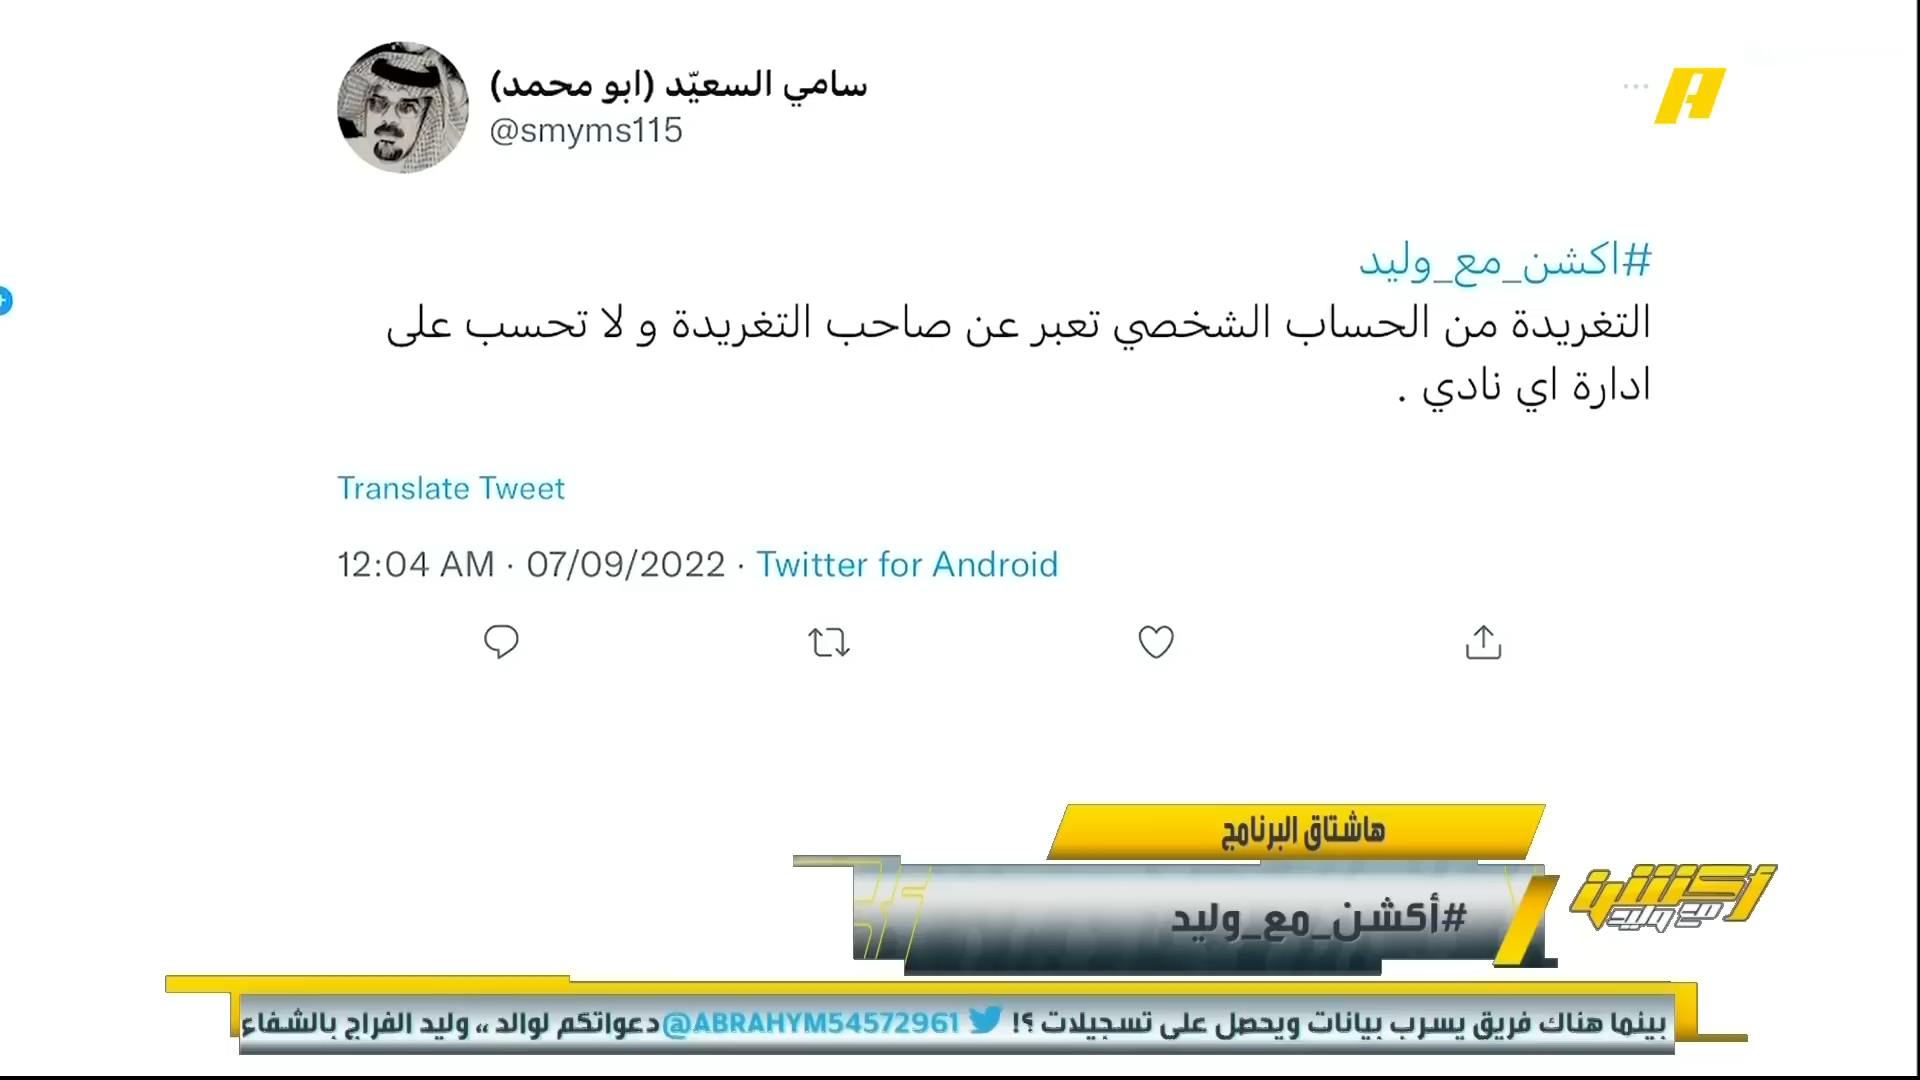 سامي السعيّد (ابو محمد)
@smyms115
#اكشن_مع_وليد
التغريدة من الحساب الشخصي تعبر عن صاحب التغريدة و لا تحسب على
ادارة اي نادي .
Translate Tweet
12:04 AM · 07/09/2022 · Twitter for Android
هاشتاق البرنامج
#أكشن_مع_وليد
أكشن
مع وليد
بينما هناك فريق يسرب بيانات ويحصل على تسجيلات ؟! @ABRAHYM54572961 دعواتكم لوالد ،، وليد الفراج بالشفاء